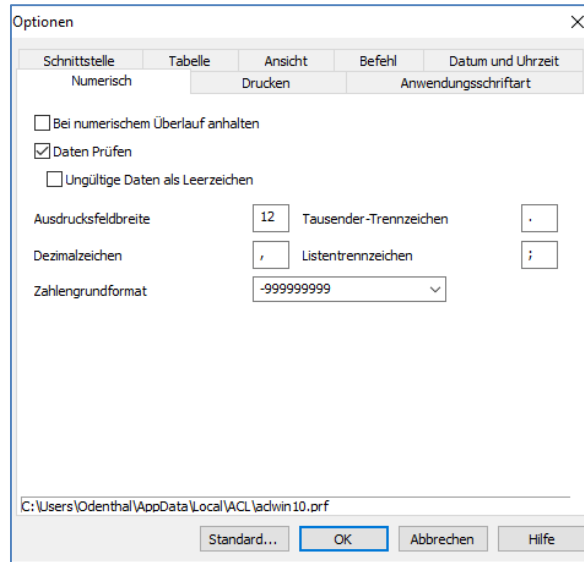 Optionen
Schnittstelle Tabelle Ansicht Befehl Datum und Uhrzeit
Numerisch Drucken Anwendungsschriftart
Bei numerischem Überlauf anhalten
Daten Prüfen
Ungültige Daten als Leerzeichen
Ausdrucksfeldbreite 12 Tausender-Trennzeichen .
Dezimalzeichen , Listentrennzeichen ;
Zahlengrundformat -999999999
C:\Users\Odenthal\AppData\Local\ACL\aclwin10.prf
Standard... OK Abbrechen Hilfe